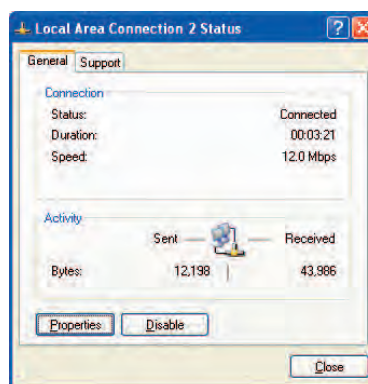 Local Area Connection 2 Status
General Support
Connection
Status: Connected
Duration: 00:03:21
Speed: 12.0 Mbps
Activity
Sent Received
Bytes: 12,198 43,986
Properties Disable
Close